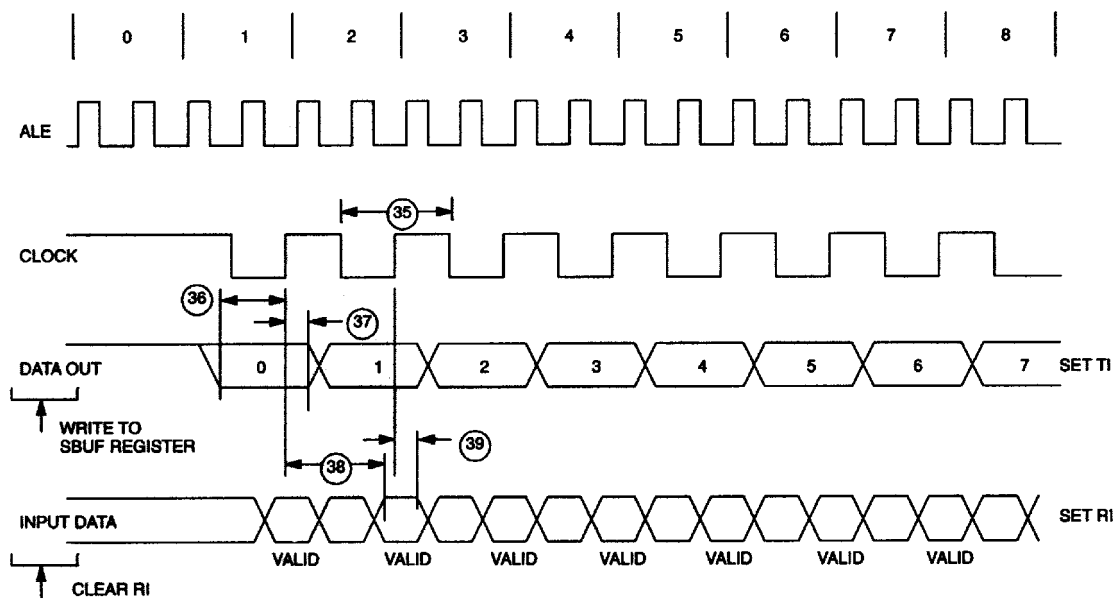 0 1 2 3 4 5 6 7 8
ALE
35
CLOCK
36
37
DATA OUT 0 1 2 3 4 5 6 7 SET TI
WRITE TO
SBUF REGISTER
39
38
INPUT DATA SET RI
VALID VALID VALID VALID VALID VALID VALID
CLEAR RI